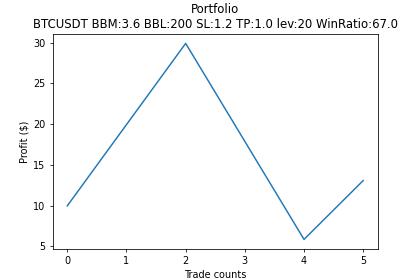 Portfolio
BTCUSDT BBM:3.6 BBL:200 SL:1.2 TP:1.0 lev:20 WinRatio:67.0
30
25
20
15
10
5
Profit ($)
0 1 2 3 4 5
Trade counts